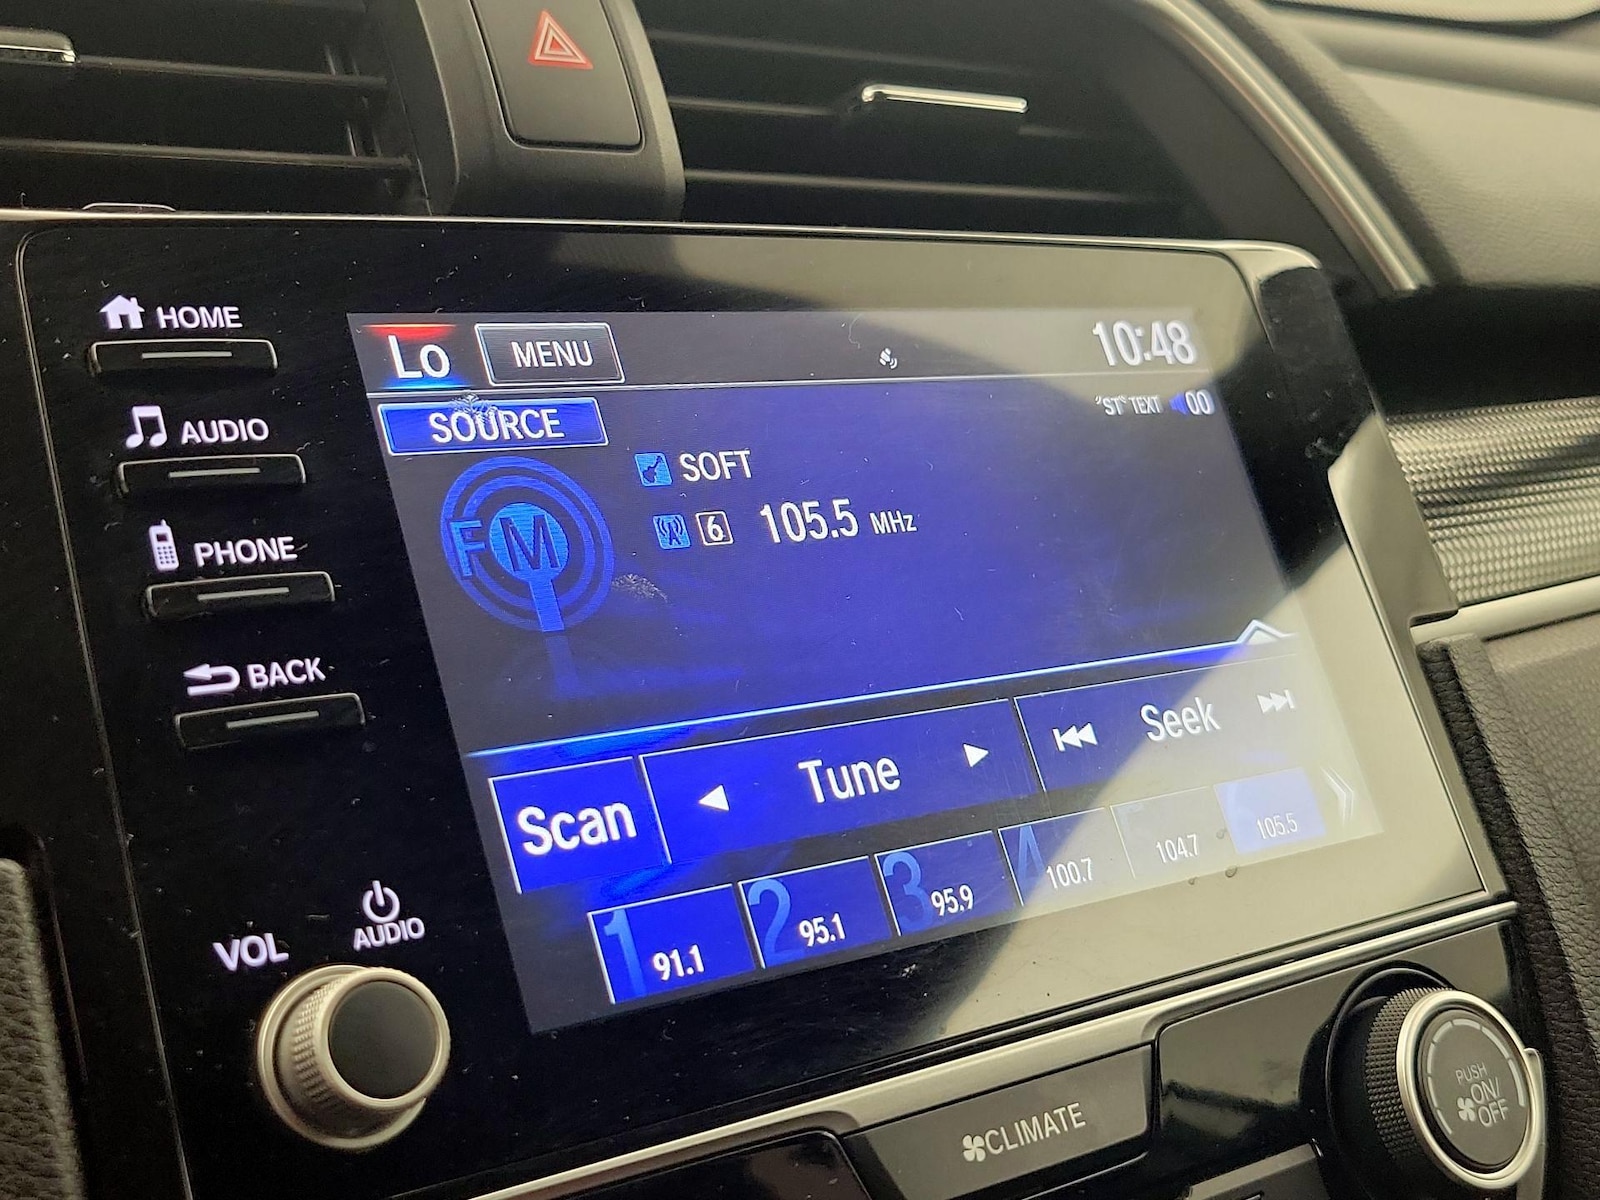 HOME
AUDIO
PHONE
BACK
VOL
AUDIO
Lo
MENU
10:48
SOURCE
ST TEXT 00
SOFT
FM
6 105.5 MHz
Scan
Tune
Seek
1 91.1
2 95.1
3 95.9
4 100.7
104.7
105.5
CLIMATE
PUSH
ON/
OFF